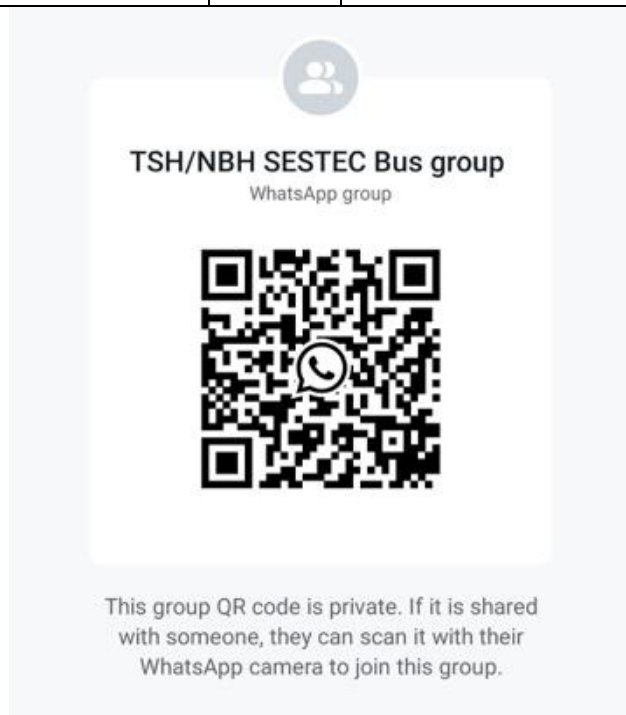 TSH/NBH SESTEC Bus group
WhatsApp group
This group QR code is private. If it is shared
with someone, they can scan it with their
WhatsApp camera to join this group.